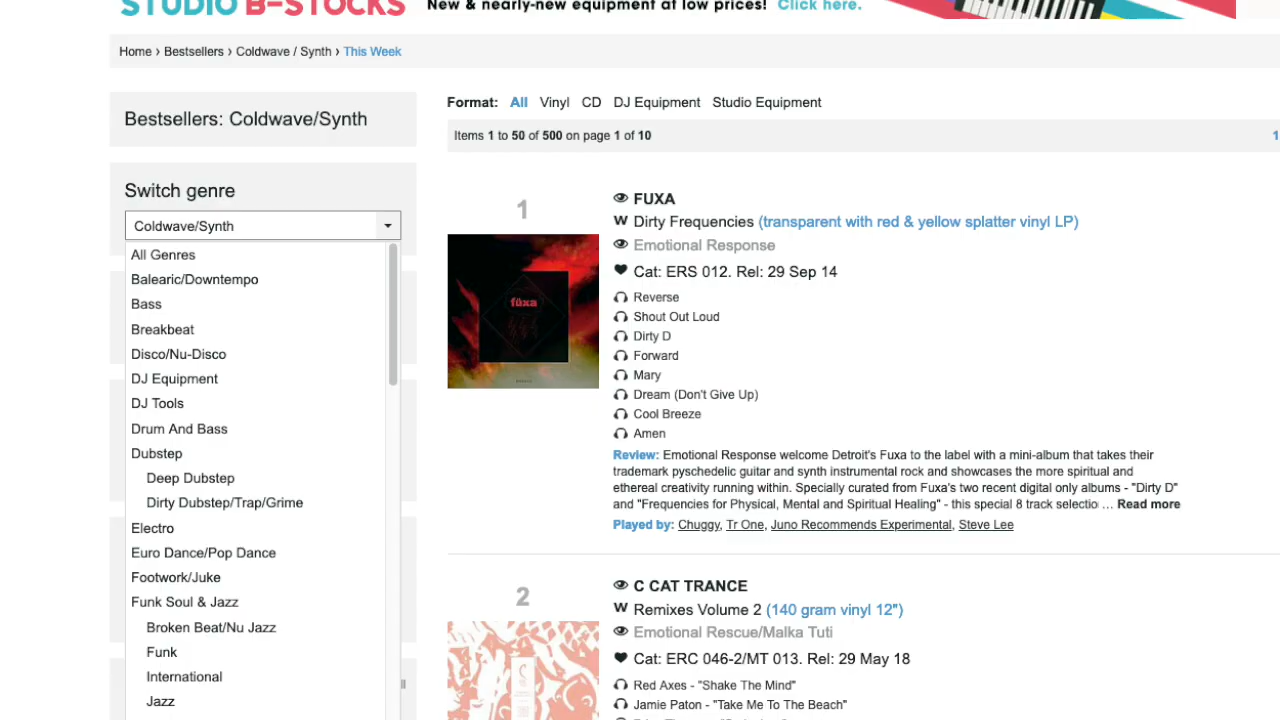 STUDIO B-STOCKS New & nearly-new equipment at low prices! Click here.
Home › Bestsellers › Coldwave / Synth › This Week
Bestsellers: Coldwave/Synth
Switch genre
Coldwave/Synth
All Genres
Balearic/Downtempo
Bass
Breakbeat
Disco/Nu-Disco
DJ Equipment
DJ Tools
Drum And Bass
Dubstep
Deep Dubstep
Dirty Dubstep/Trap/Grime
Electro
Euro Dance/Pop Dance
Footwork/Juke
Funk Soul & Jazz
Broken Beat/Nu Jazz
Funk
International
Jazz
Format: All Vinyl CD DJ Equipment Studio Equipment
Items 1 to 50 of 500 on page 1 of 10
1
1
füxa
FUXA
W Dirty Frequencies (transparent with red & yellow splatter vinyl LP)
Emotional Response
Cat: ERS 012. Rel: 29 Sep 14
Reverse
Shout Out Loud
Dirty D
Forward
Mary
Dream (Don't Give Up)
Cool Breeze
Amen
Review: Emotional Response welcome Detroit's Fuxa to the label with a mini-album that takes their
trademark pyschedelic guitar and synth instrumental rock and showcases the more spiritual and
ethereal creativity running within. Specially curated from Fuxa's two recent digital only albums - "Dirty D"
and "Frequencies for Physical, Mental and Spiritual Healing" - this special 8 track selectio ... Read more
Played by: Chuggy, Tr One, Juno Recommends Experimental, Steve Lee
2
C CAT TRANCE
W Remixes Volume 2 (140 gram vinyl 12")
Emotional Rescue/Malka Tuti
Cat: ERC 046-2/MT 013. Rel: 29 May 18
Red Axes - "Shake The Mind"
Jamie Paton - "Take Me To The Beach"